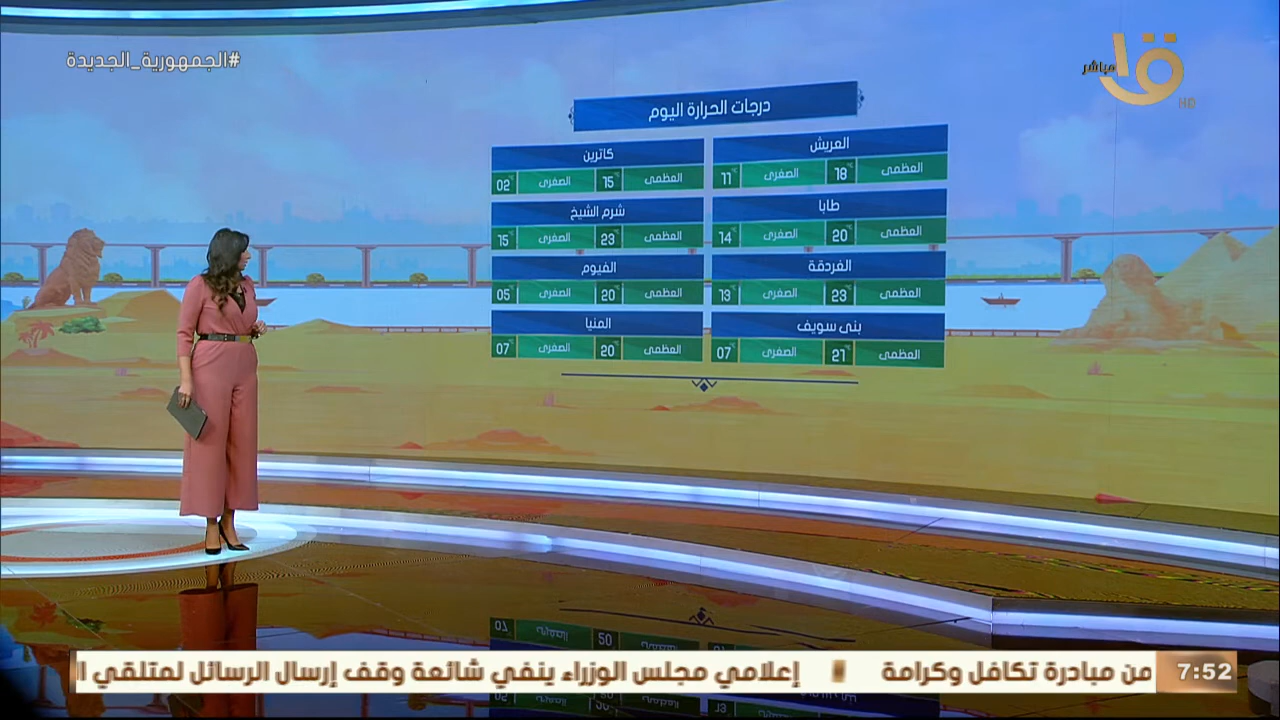 #الجمهورية_الجديدة
مباشر
HD
درجات الحرارة اليوم
العريش
العظمى 18°C الصغرى 11°C
كاترين
العظمى 15°C الصغرى 02°C
طابا
العظمى 20°C الصغرى 14°C
شرم الشيخ
العظمى 23°C الصغرى 15°C
الغردقة
العظمى 23°C الصغرى 13°C
الفيوم
العظمى 20°C الصغرى 05°C
بنى سويف
العظمى 21°C الصغرى 07°C
المنيا
العظمى 20°C الصغرى 07°C
7:52 من مبادرة تكافل وكرامة إعلامي مجلس الوزراء ينفي شائعة وقف إرسال الرسائل لمتلقي ال